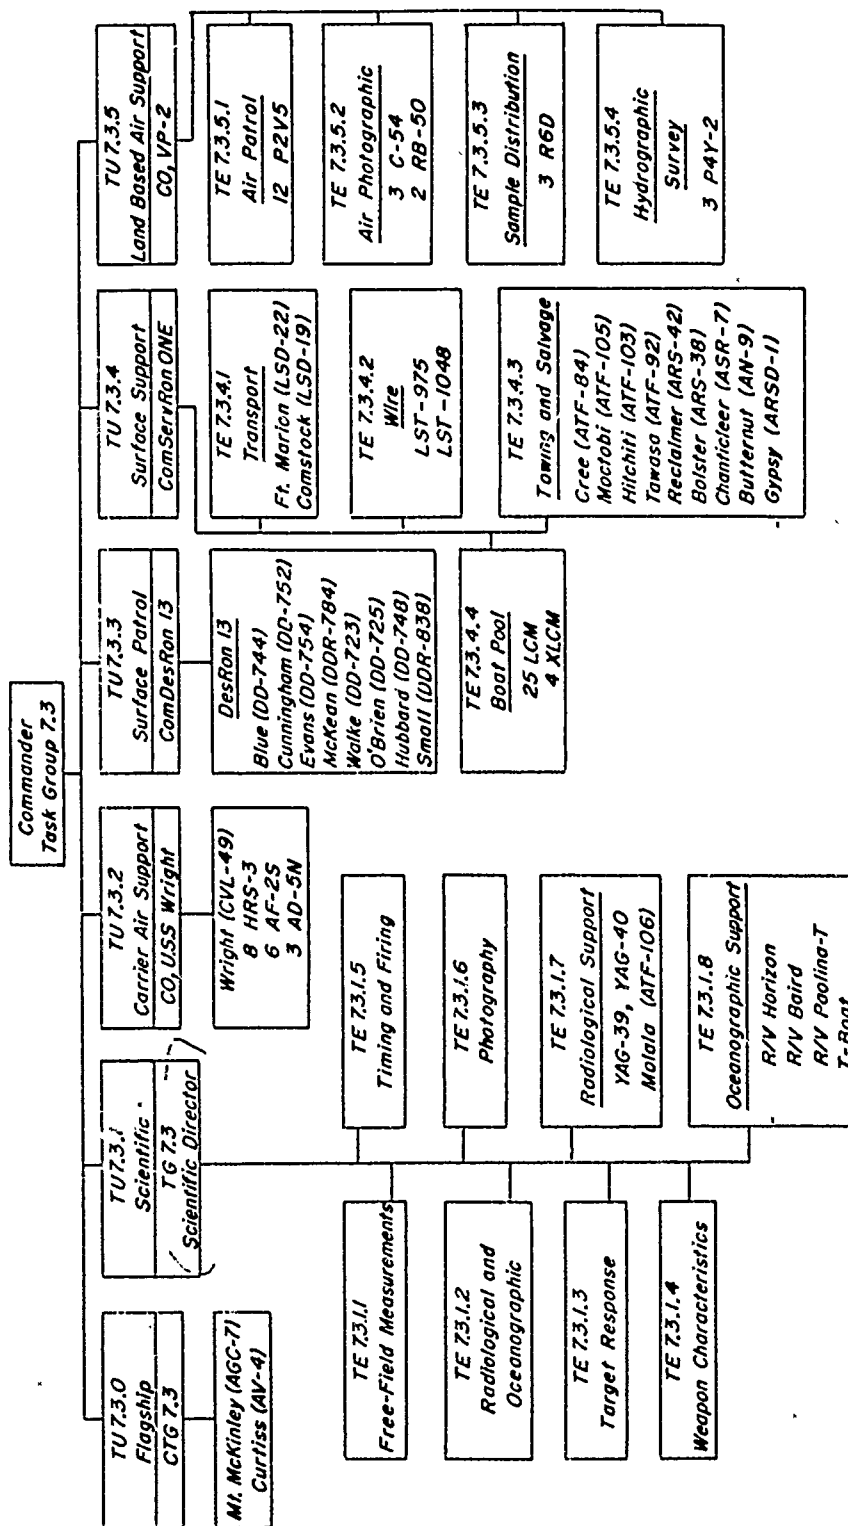 Commander
Task Group 7.3
TU 7.3.0
Flagship
CTG 7.3
Mt. McKinley (AGC-7)
Curtiss (AV-4)
TU 7.3.1
Scientific
TG 7.3
Scientific Director
TE 7.3.1.1
Free-Field Measurements
TE 7.3.1.2
Radiological and
Oceanographic
TE 7.3.1.3
Target Response
TE 7.3.1.4
Weapon Characteristics
TE 7.3.1.5
Timing and Firing
TE 7.3.1.6
Photography
TE 7.3.1.7
Radiological Support
YAG-39, YAG-40
Molala (ATF-106)
TE 7.3.1.8
Oceanographic Support
R/V Horizon
R/V Baird
R/V Paolina-T
T-Boat
TU 7.3.2
Carrier Air Support
CO, USS Wright
Wright (CVL-49)
8 HRS-3
6 AF-2S
3 AD-5N
TU 7.3.3
Surface Patrol
ComDesRon 13
DesRon 13
Blue (DD-744)
Cunningham (DD-752)
Evans (DD-754)
McKean (DDR-784)
Walke (DD-723)
O'Brien (DD-725)
Hubbard (DD-748)
Small (DDR-838)
TU 7.3.4
Surface Support
ComServRon ONE
TE 7.3.4.1
Transport
Ft. Marion (LSD-22)
Comstock (LSD-19)
TE 7.3.4.2
Wire
LST-975
LST-1048
TE 7.3.4.3
Towing and Salvage
Cree (ATF-84)
Moctobi (ATF-105)
Hitchiti (ATF-103)
Tawasa (ATF-92)
Reclaimer (ARS-42)
Bolster (ARS-38)
Chanticleer (ASR-7)
Butternut (AN-9)
Gypsy (ARSD-1)
TE 7.3.4.4
Boat Pool
25 LCM
4 XLCM
TU 7.3.5
Land Based Air Support
CO, VP-2
TE 7.3.5.1
Air Patrol
12 P2V5
TE 7.3.5.2
Air Photographic
3 C-54
2 RB-50
TE 7.3.5.3
Sample Distribution
3 R6D
TE 7.3.5.4
Hydrographic
Survey
3 P4Y-2